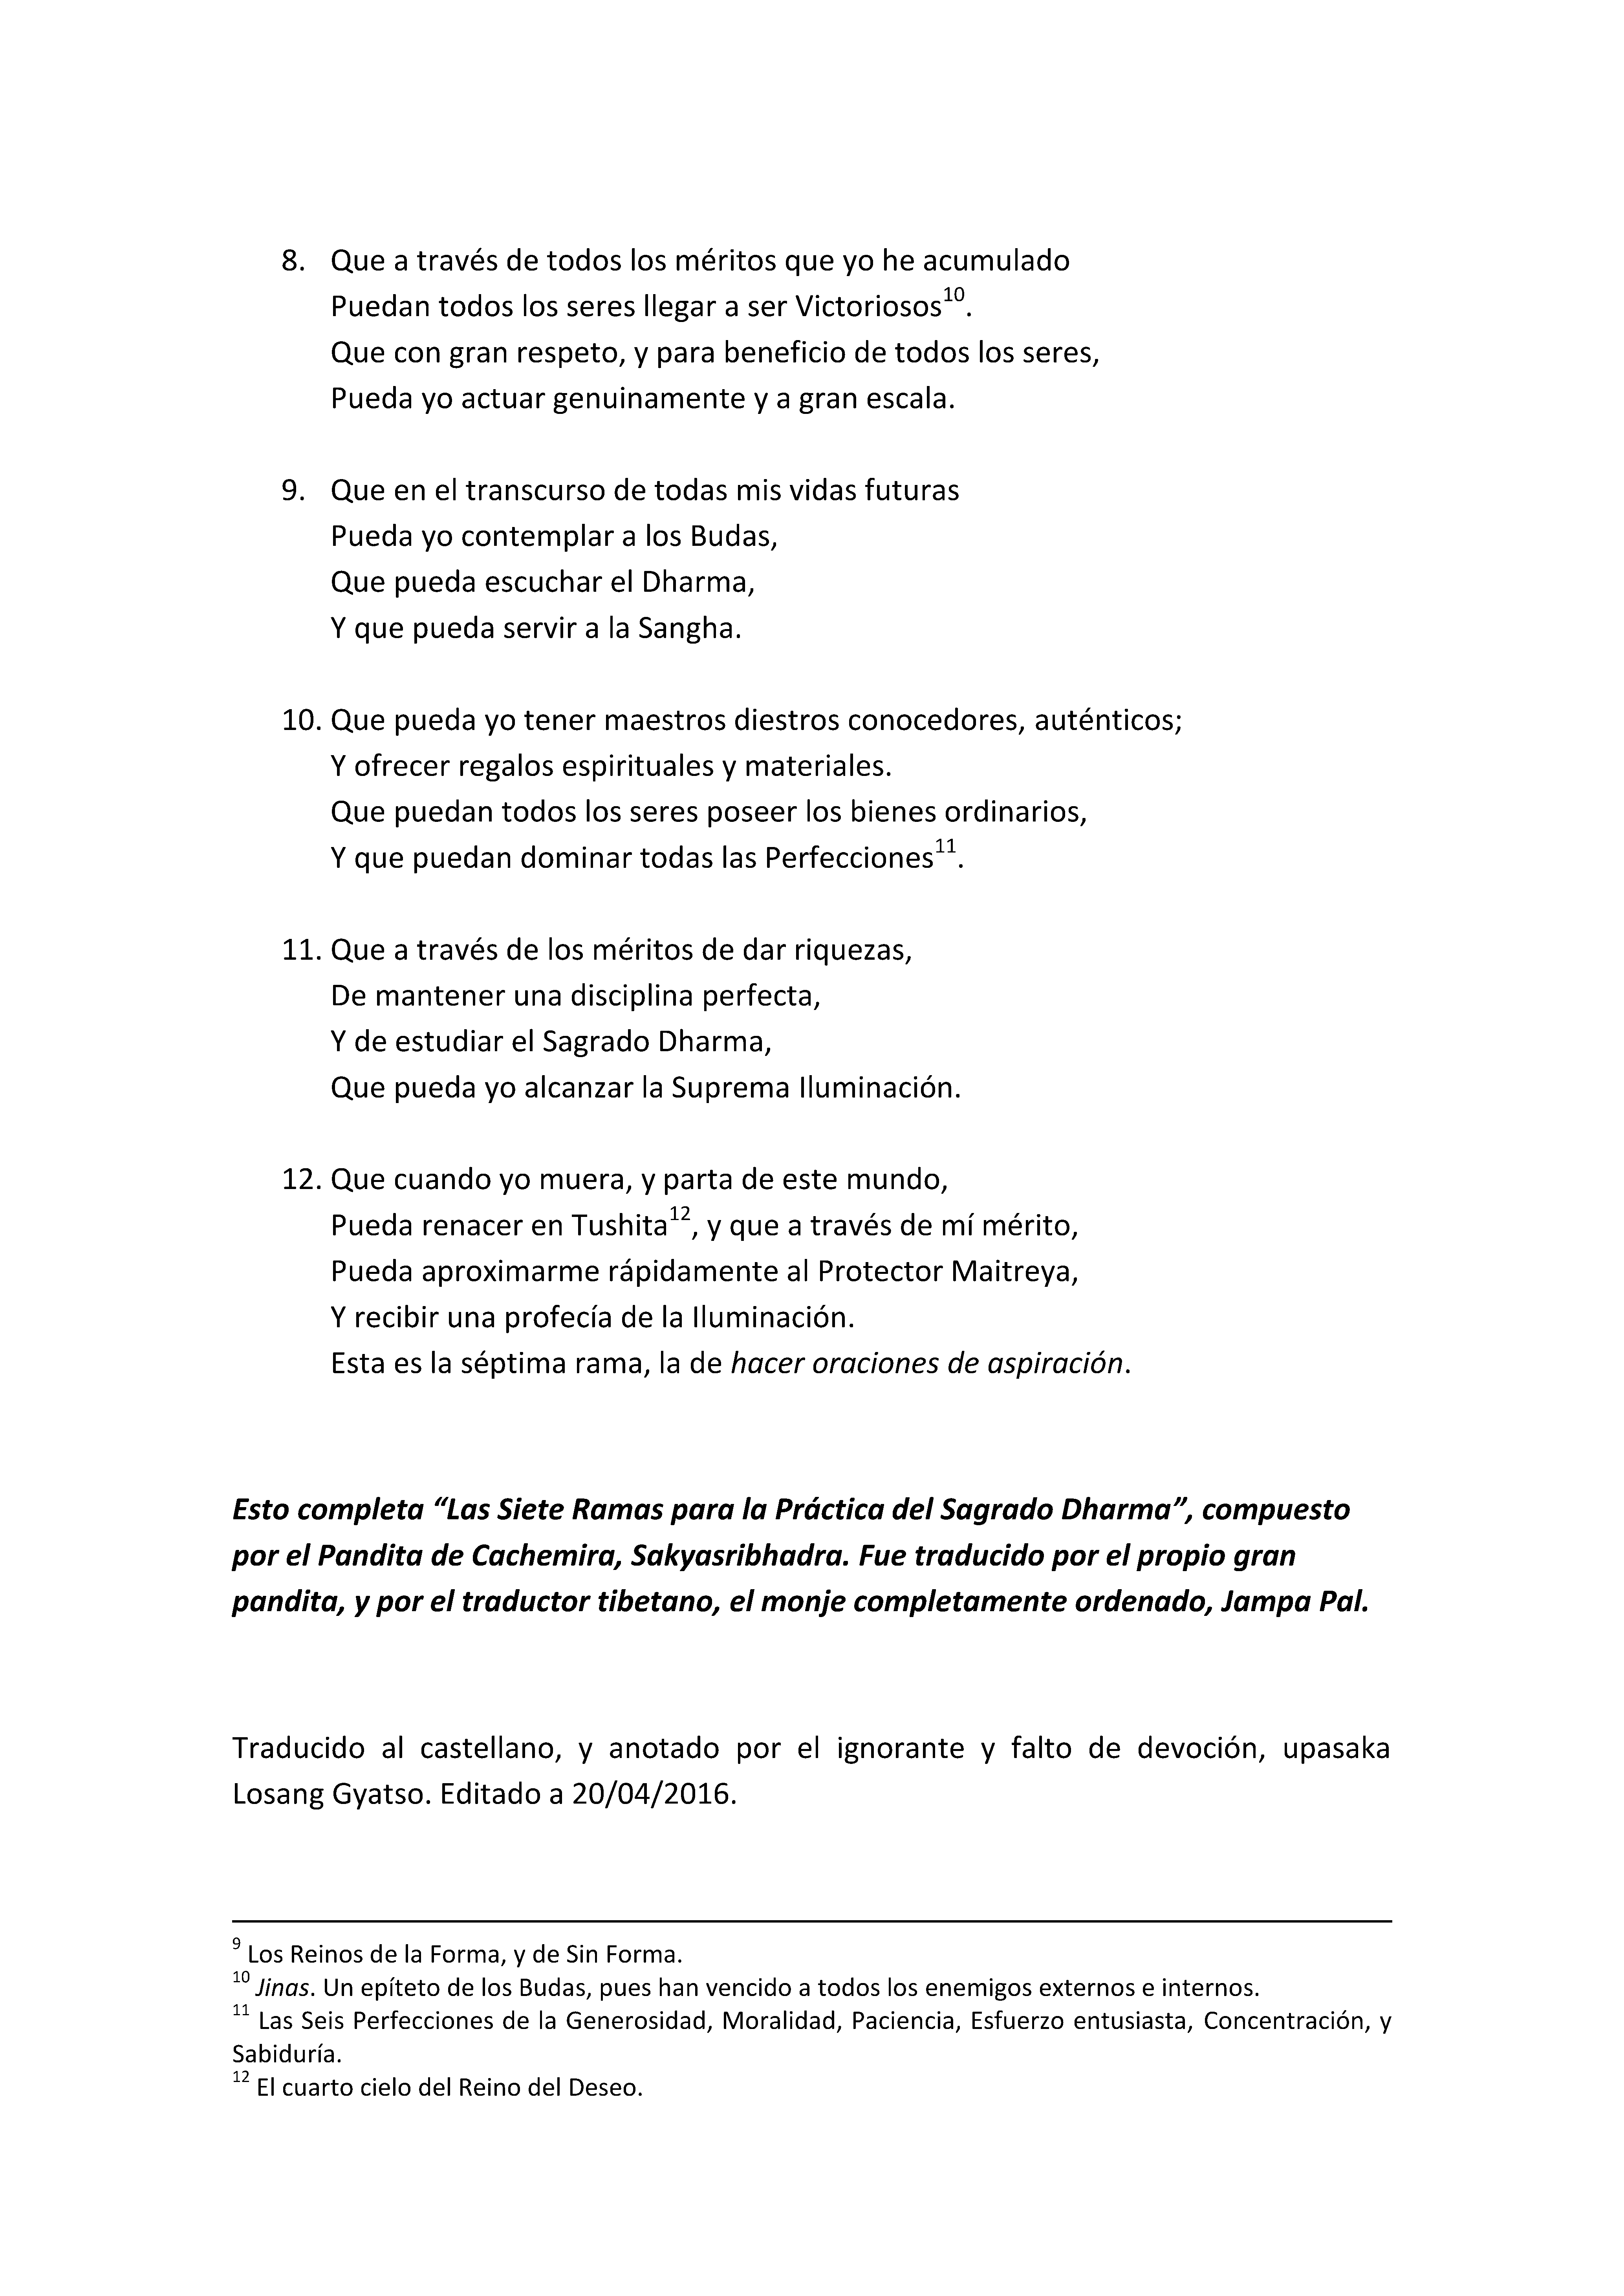 8. Que a través de todos los méritos que yo he acumulado
Puedan todos los seres llegar a ser Victoriosos10.
Que con gran respeto, y para beneficio de todos los seres,
Pueda yo actuar genuinamente y a gran escala.
9. Que en el transcurso de todas mis vidas futuras
Pueda yo contemplar a los Budas,
Que pueda escuchar el Dharma,
Y que pueda servir a la Sangha.
10. Que pueda yo tener maestros diestros conocedores, auténticos;
Y ofrecer regalos espirituales y materiales.
Que puedan todos los seres poseer los bienes ordinarios,
Y que puedan dominar todas las Perfecciones11.
11. Que a través de los méritos de dar riquezas,
De mantener una disciplina perfecta,
Y de estudiar el Sagrado Dharma,
Que pueda yo alcanzar la Suprema Iluminación.
12. Que cuando yo muera, y parta de este mundo,
Pueda renacer en Tushita12, y que a través de mí mérito,
Pueda aproximarme rápidamente al Protector Maitreya,
Y recibir una profecía de la Iluminación.
Esta es la séptima rama, la de hacer oraciones de aspiración.
Esto completa “Las Siete Ramas para la Práctica del Sagrado Dharma”, compuesto
por el Pandita de Cachemira, Sakyasribhadra. Fue traducido por el propio gran
pandita, y por el traductor tibetano, el monje completamente ordenado, Jampa Pal.
Traducido al castellano, y anotado por el ignorante y falto de devoción, upasaka
Losang Gyatso. Editado a 20/04/2016.
9 Los Reinos de la Forma, y de Sin Forma.
10 Jinas. Un epíteto de los Budas, pues han vencido a todos los enemigos externos e internos.
11 Las Seis Perfecciones de la Generosidad, Moralidad, Paciencia, Esfuerzo entusiasta, Concentración, y
Sabiduría.
12 El cuarto cielo del Reino del Deseo.